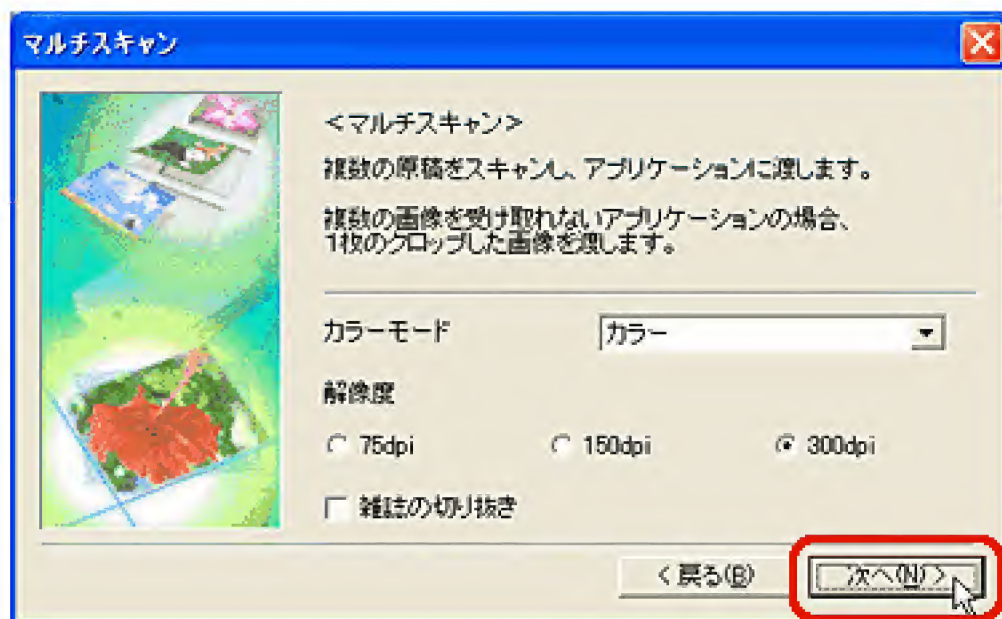 マルチスキャン
<マルチスキャン>
複数の原稿をスキャンし、アプリケーションに渡します。
複数の画像を受け取れないアプリケーションの場合、
1枚のクロップした画像を渡します。
カラーモード カラー
解像度
75dpi 150dpi 300dpi
雑誌の切り抜き
< 戻る(B) 次へ(N) >